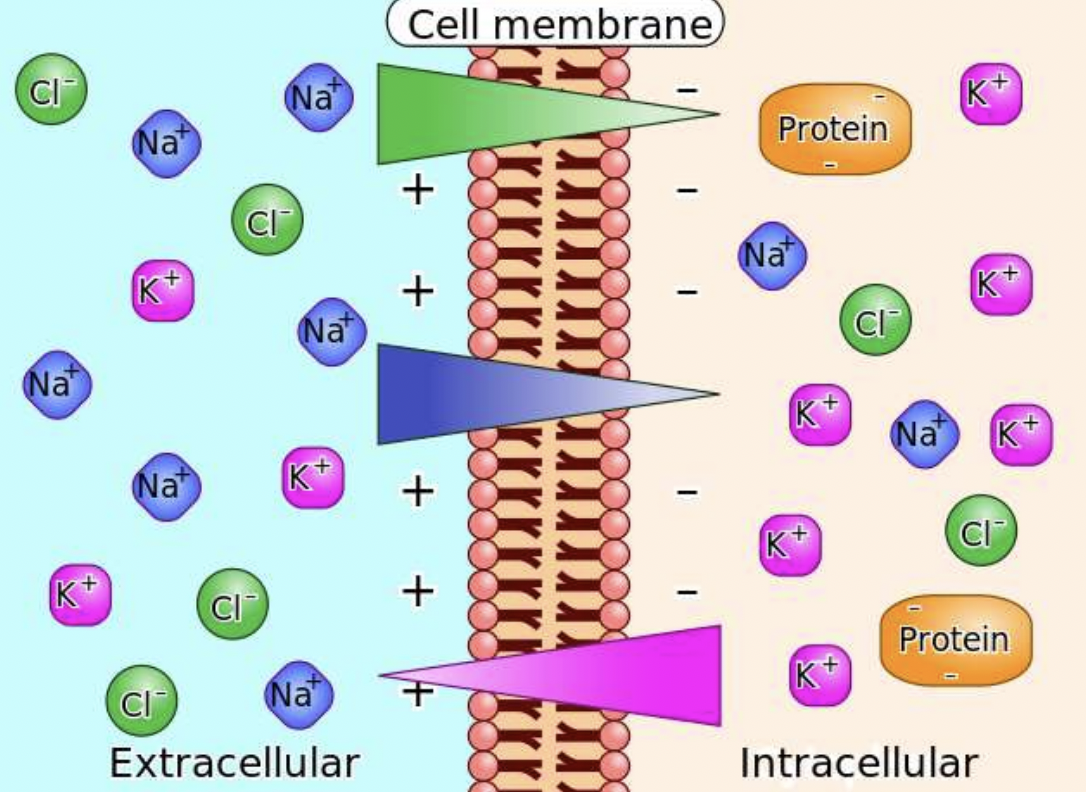 Cell membrane
Cl⁻
Na⁺
Na⁺
Cl⁻
K⁺
Na⁺
Na⁺
Na⁺
K⁺
K⁺
Cl⁻
Cl⁻
Na⁺
+
+
+
+
+
Extracellular
−
−
−
−
−
Protein
−
−
K⁺
Na⁺
K⁺
Cl⁻
K⁺
Na⁺
K⁺
K⁺
Cl⁻
−
Protein
−
K⁺
Intracellular